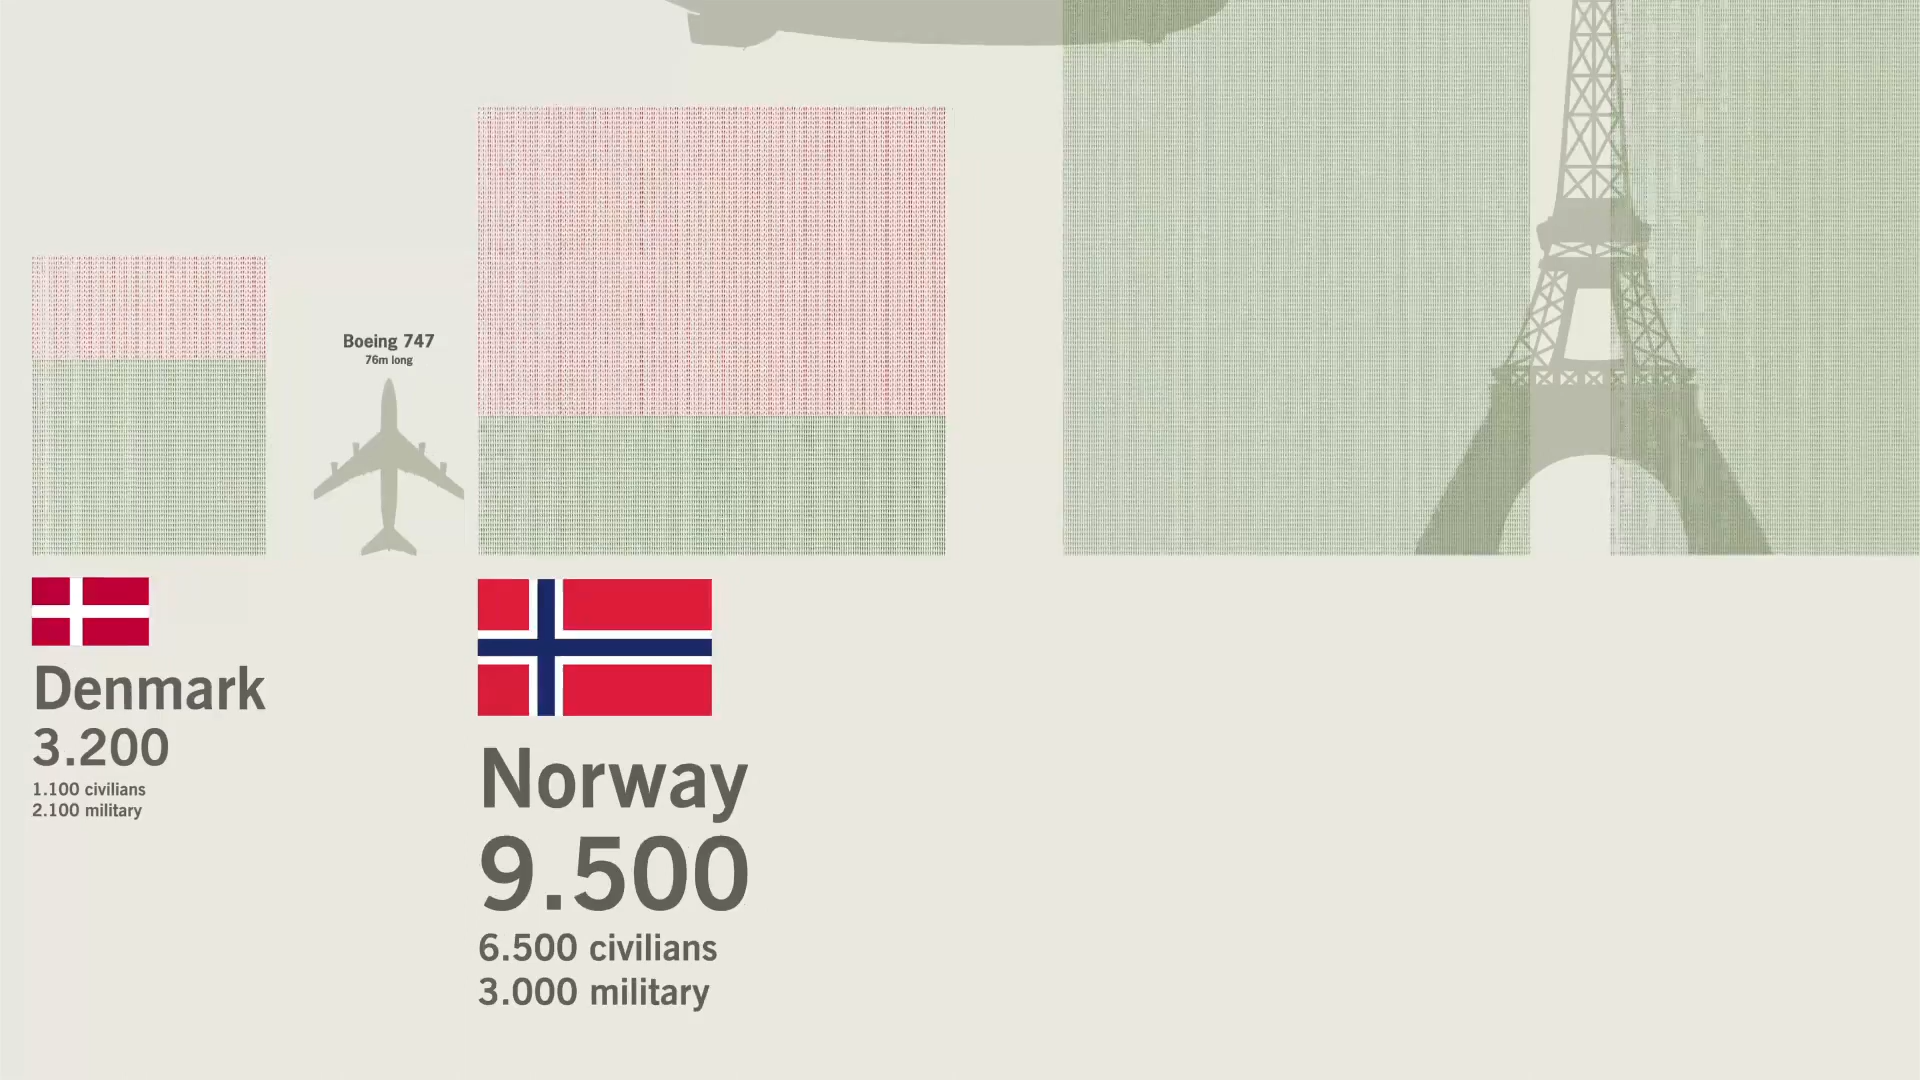 Boeing 747
76m long
Denmark
3.200
1.100 civilians
2.100 military
Norway
9.500
6.500 civilians
3.000 military